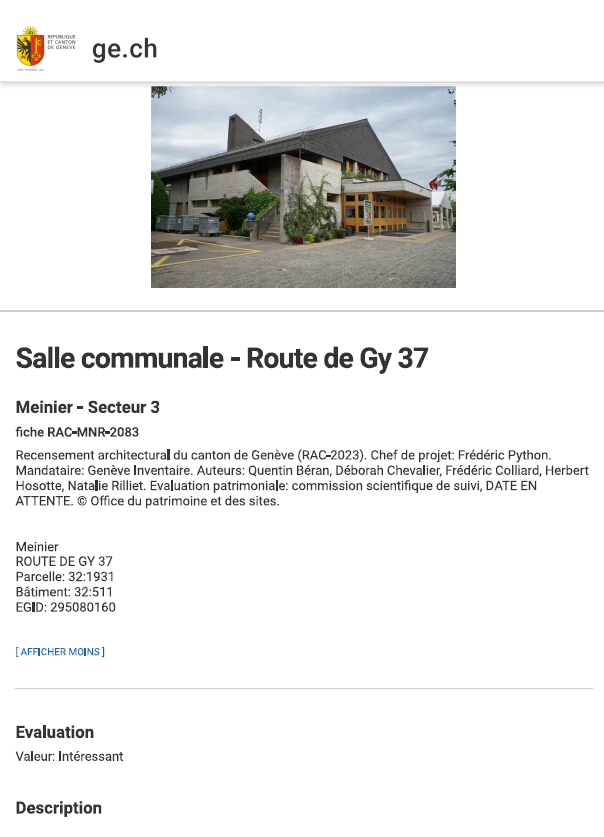 REPUBLIQUE
ET CANTON
DE GENEVE
ge.ch
Salle communale - Route de Gy 37
Meinier - Secteur 3
fiche RAC-MNR-2083
Recensement architectural du canton de Genève (RAC-2023). Chef de projet: Frédéric Python.
Mandataire: Genève Inventaire. Auteurs: Quentin Béran, Déborah Chevalier, Frédéric Colliard, Herbert
Hosotte, Natalie Rilliet. Evaluation patrimoniale: commission scientifique de suivi, DATE EN
ATTENTE. © Office du patrimoine et des sites.
Meinier
ROUTE DE GY 37
Parcelle: 32:1931
Bâtiment: 32:511
EGID: 295080160
[ AFFICHER MOINS ]
Evaluation
Valeur: Intéressant
Description